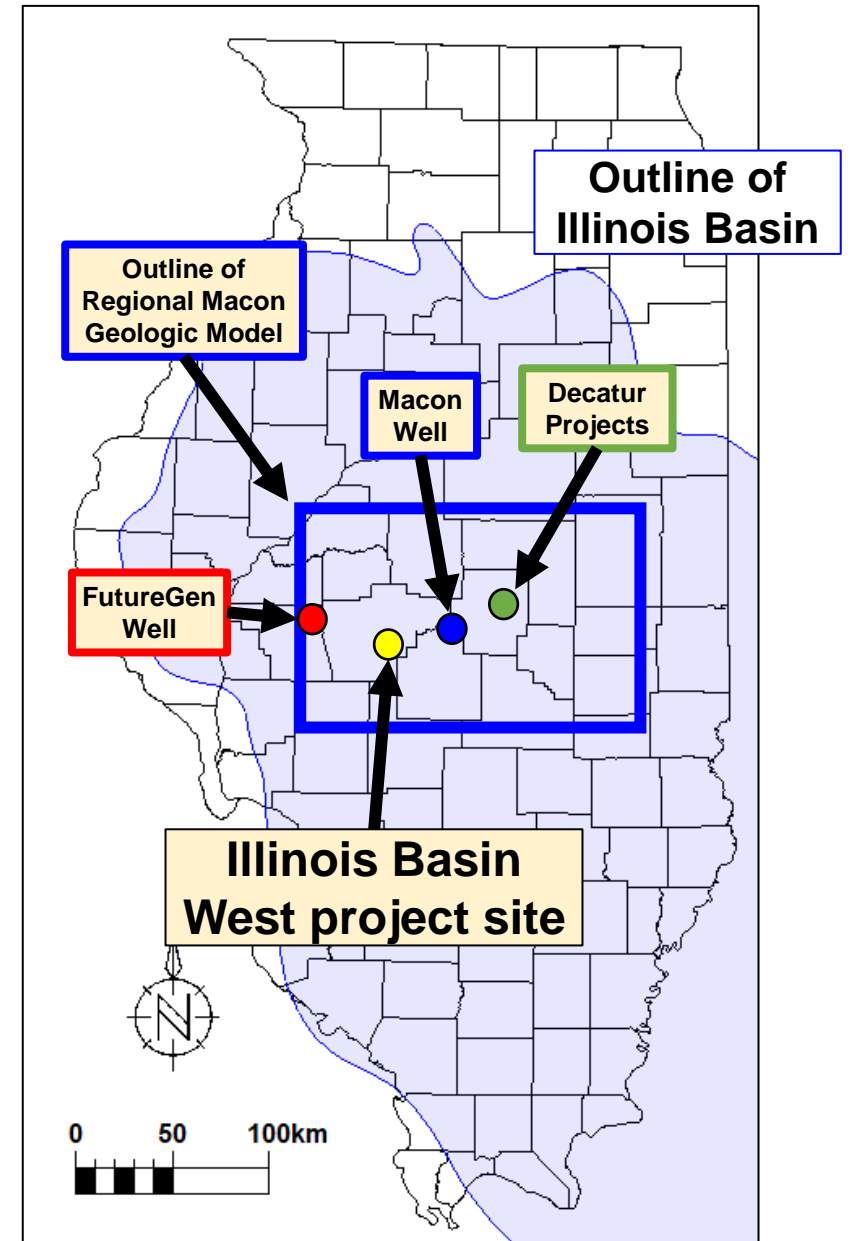 Outline of
Illinois Basin
Outline of
Regional Macon
Geologic Model
Macon
Well
Decatur
Projects
FutureGen
Well
Illinois Basin
West project site
N
0 50 100km